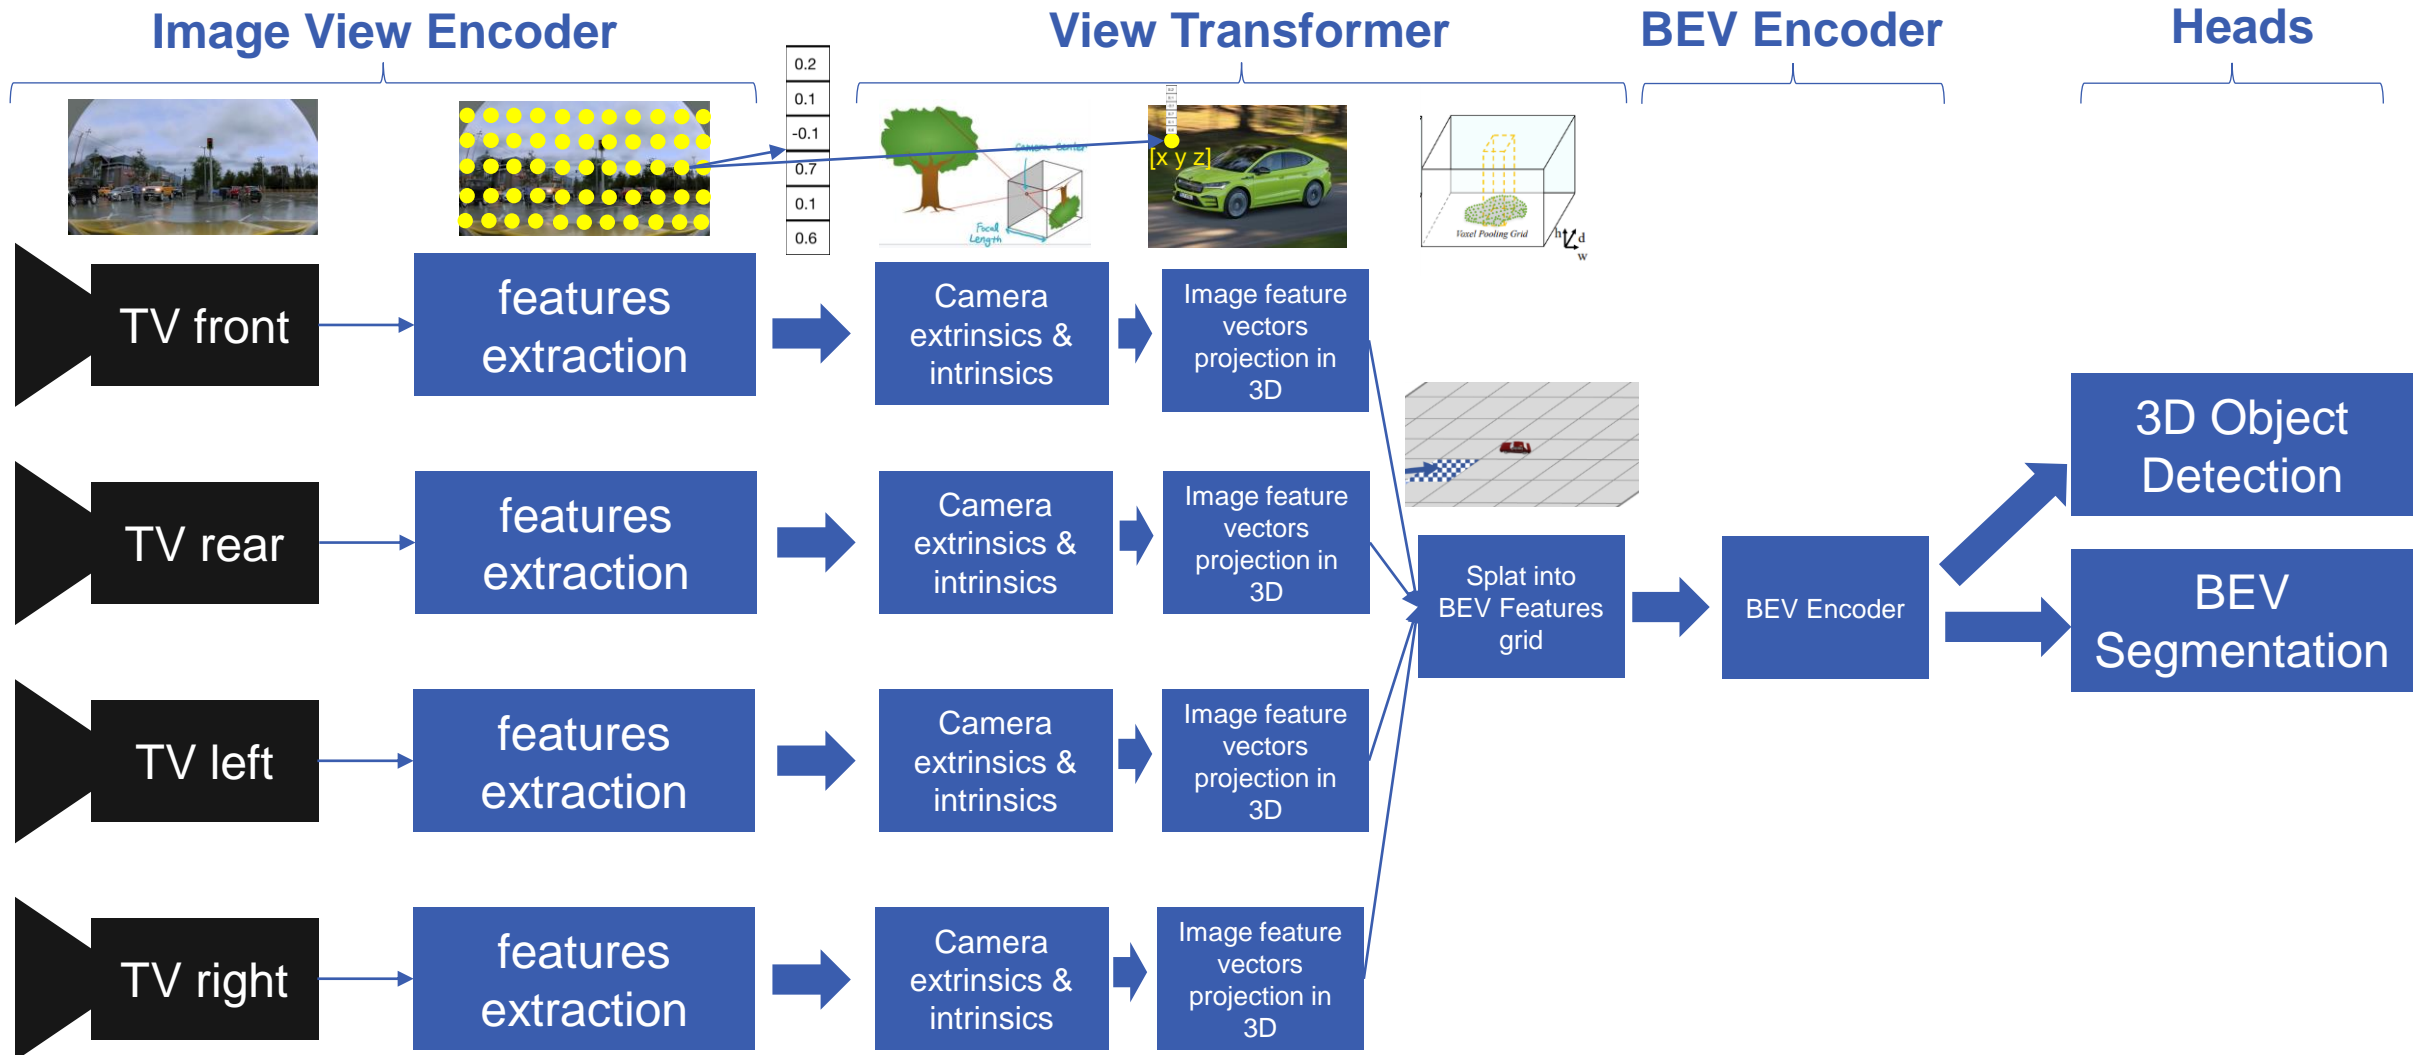 Image View Encoder
View Transformer
BEV Encoder
Heads
0.2
0.1
-0.1
0.7
0.1
0.6
Camera Center
Focal
Length
[x y z]
Voxel Pooling Grid
h
d
w
TV front
features
extraction
Camera
extrinsics &
intrinsics
Image feature
vectors
projection in
3D
TV rear
features
extraction
Camera
extrinsics &
intrinsics
Image feature
vectors
projection in
3D
TV left
features
extraction
Camera
extrinsics &
intrinsics
Image feature
vectors
projection in
3D
TV right
features
extraction
Camera
extrinsics &
intrinsics
Image feature
vectors
projection in
3D
Splat into
BEV Features
grid
BEV Encoder
3D Object
Detection
BEV
Segmentation